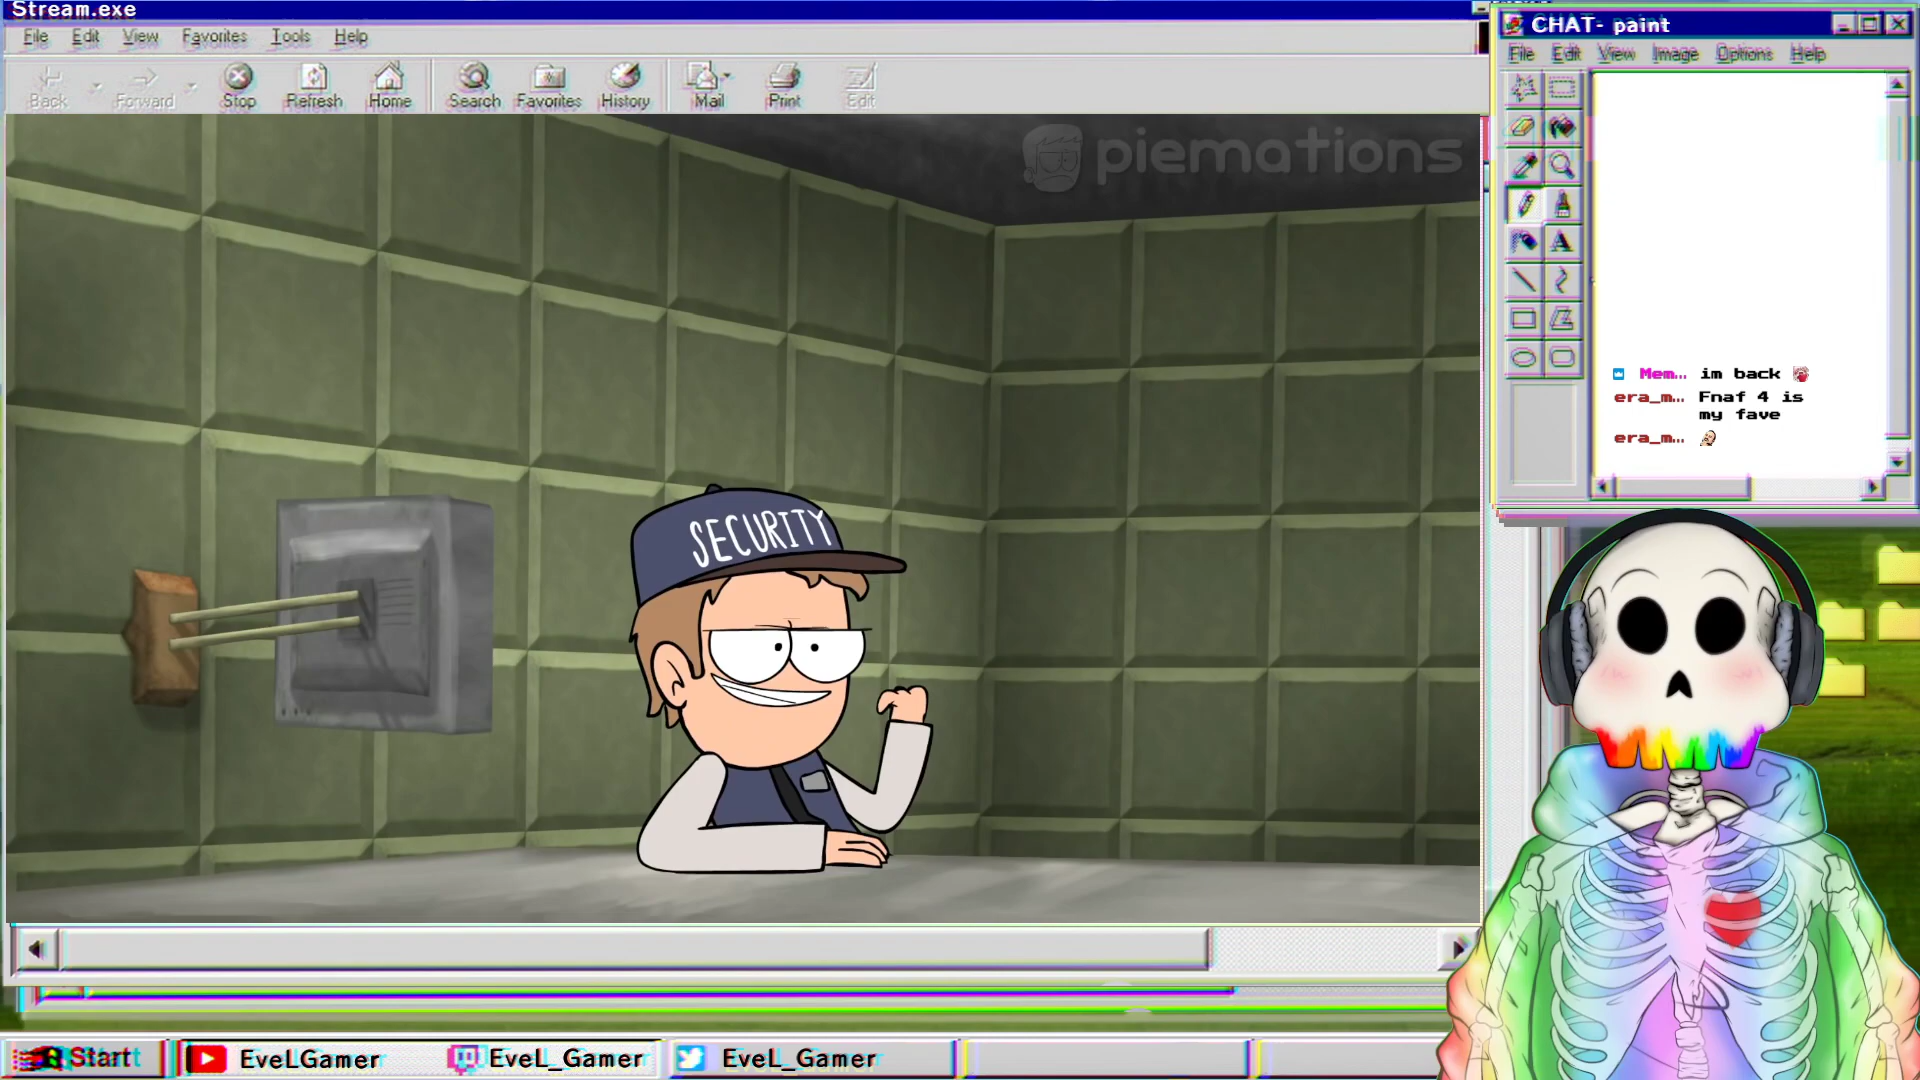 Stream.exe
File Edit View Favorites Tools Help
Back Forward Stop Refresh Home Search Favorites History Mail Print Edit
piemations
SECURITY
CHAT- paint
File Edit View Image Options Help
A
Mem... im back
era_m... Fnaf 4 is
my fave
era_m...
Start EveLGamer EveL_Gamer EveL_Gamer